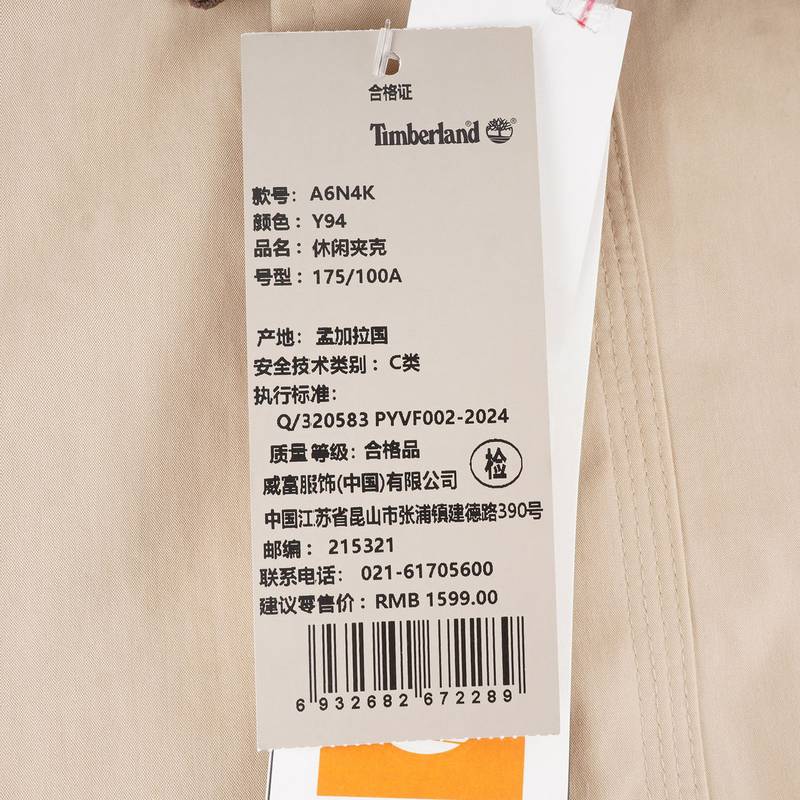 合格证
Timberland®
款号: A6N4K
颜色: Y94
品名: 休闲夹克
号型: 175/100A
产地: 孟加拉国
安全技术类别: C类
执行标准:
Q/320583 PYVF002-2024
质量等级: 合格品
检
威富服饰(中国)有限公司
中国江苏省昆山市张浦镇建德路390号
邮编: 215321
联系电话: 021-61705600
建议零售价: RMB 1599.00
6 932682 672289